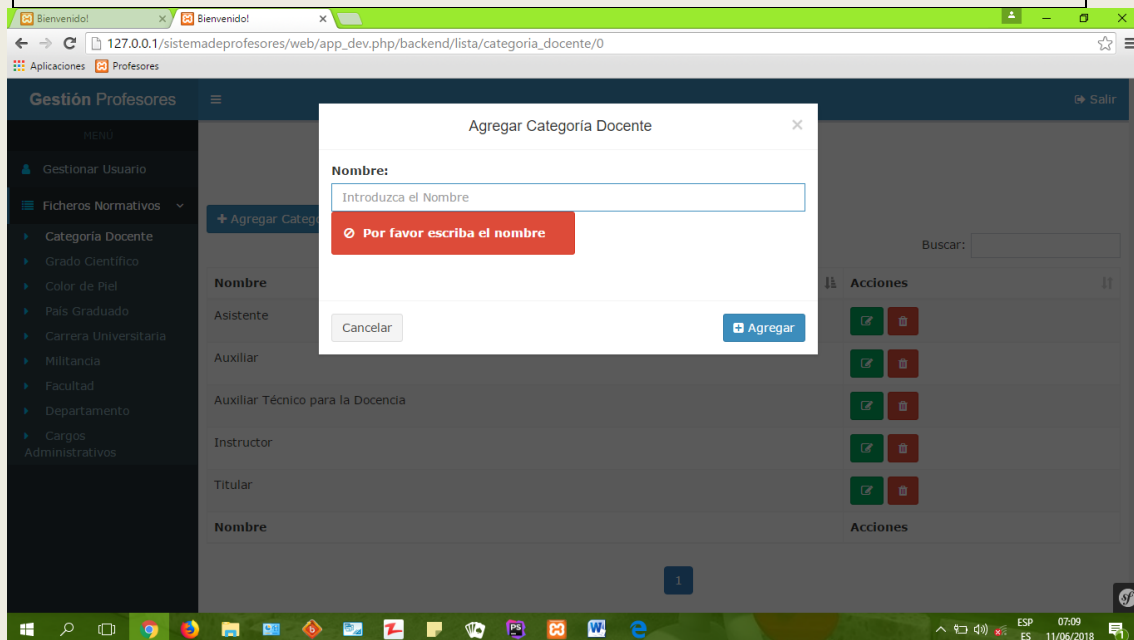 Bienvenido!
Bienvenido!
127.0.0.1/sistemadeprofesores/web/app_dev.php/backend/lista/categoria_docente/0
Aplicaciones Profesores
Gestión Profesores
Salir
MENÚ
Gestionar Usuario
Ficheros Normativos
Categoría Docente
Grado Científico
Color de Piel
País Graduado
Carrera Universitaria
Militancia
Facultad
Departamento
Cargos
Administrativos
Agregar Categoría Docente ×
Nombre:
Introduzca el Nombre
Por favor escriba el nombre
Cancelar
Agregar
+ Agregar Catego
Buscar:
Nombre Acciones
Asistente
Auxiliar
Auxiliar Técnico para la Docencia
Instructor
Titular
Nombre Acciones
1
ESP
ES
07:09
11/06/2018